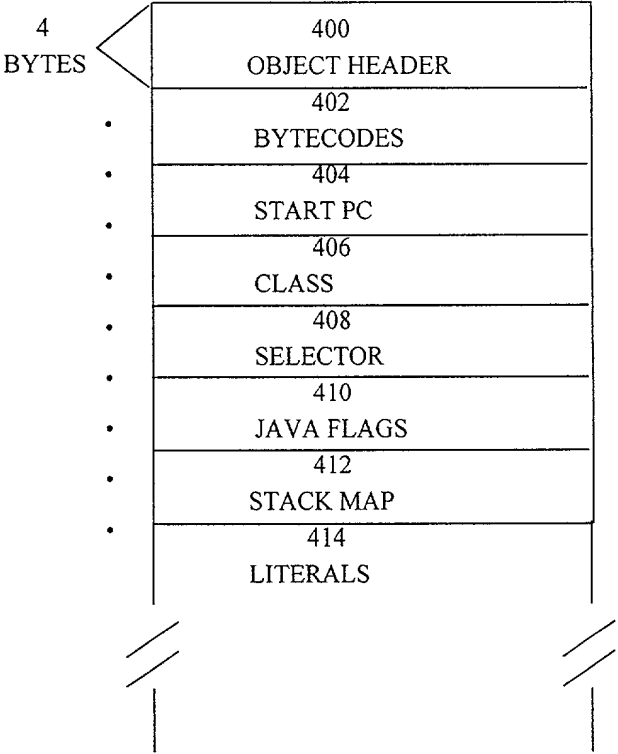 4
BYTES
400
OBJECT HEADER
402
BYTECODES
404
START PC
406
CLASS
408
SELECTOR
410
JAVA FLAGS
412
STACK MAP
414
LITERALS